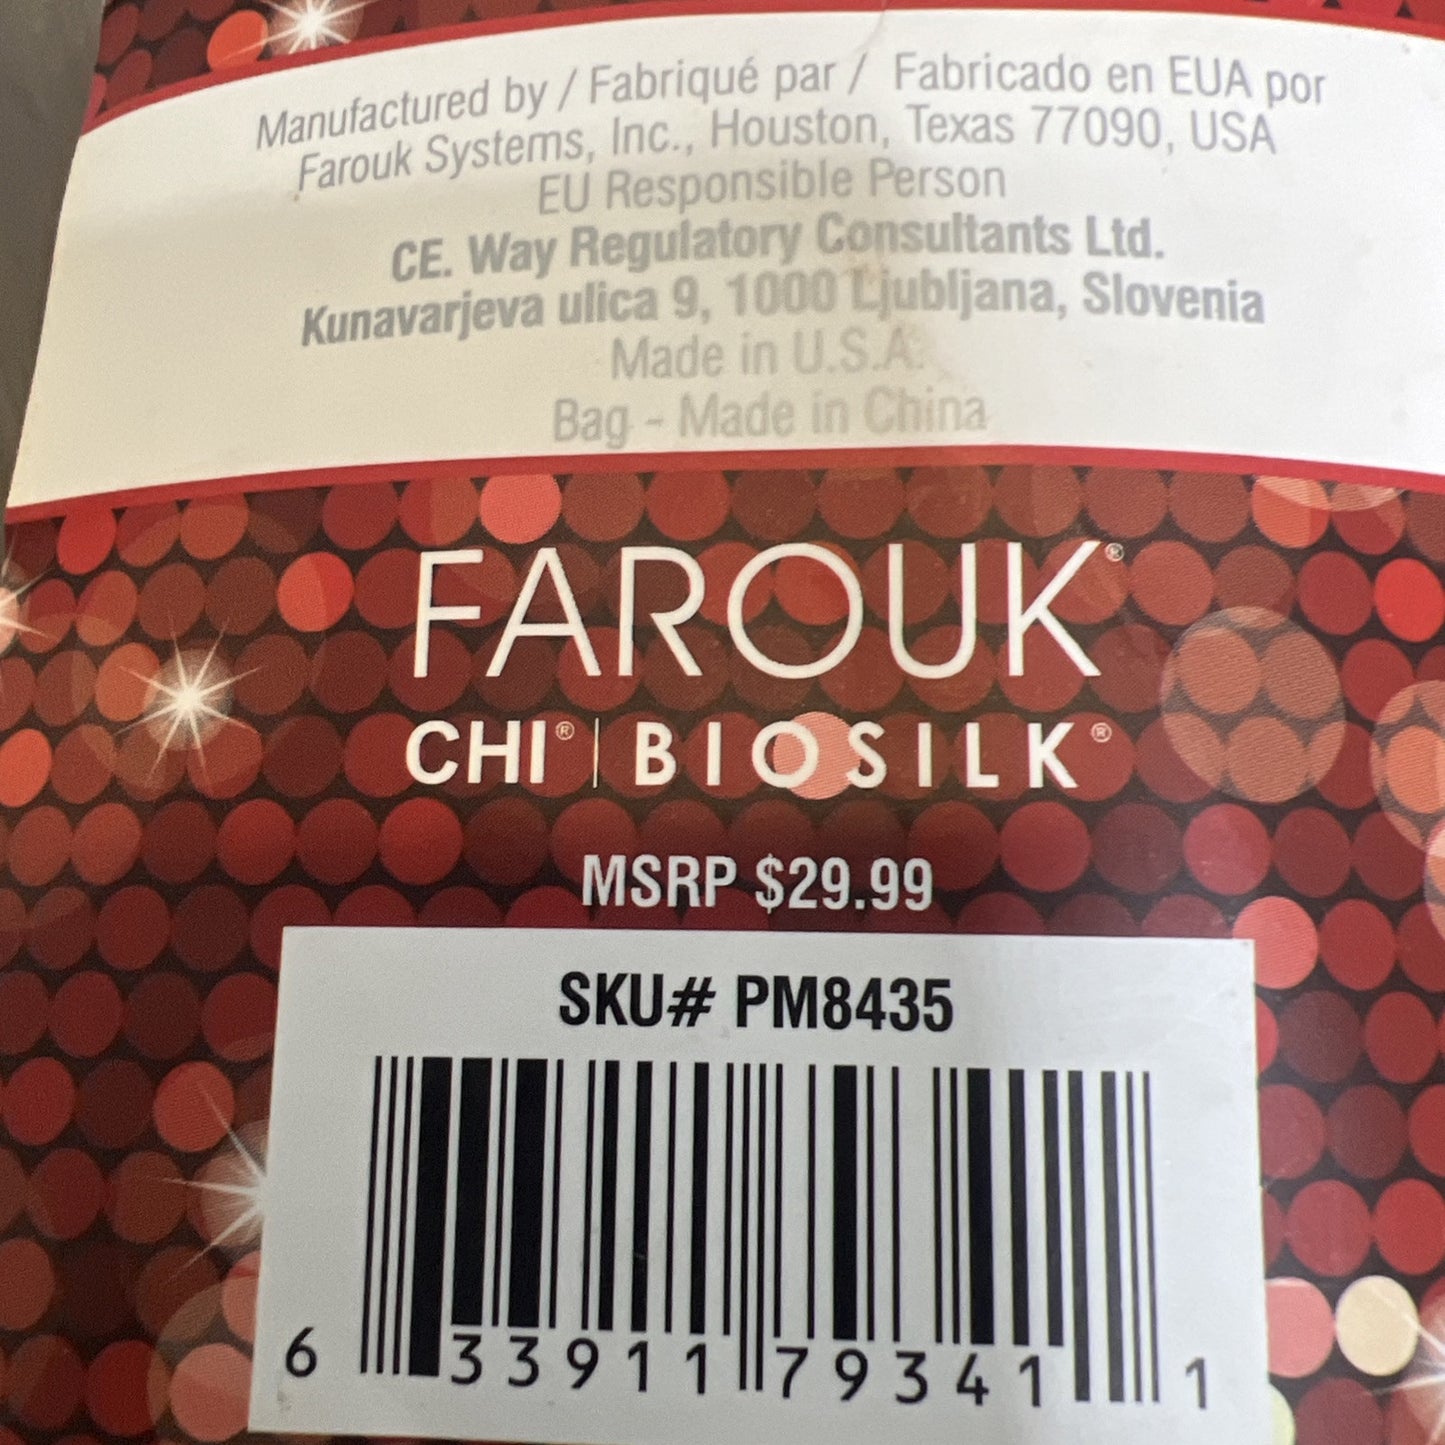 Manufactured by / Fabriqué par / Fabricado en EUA por
Farouk Systems, Inc., Houston, Texas 77090, USA
EU Responsible Person
CE. Way Regulatory Consultants Ltd.
Kunavarjeva ulica 9, 1000 Ljubljana, Slovenia
Made in U.S.A.
Bag - Made in China
FAROUK®
CHI® | BIOSILK®
MSRP $29.99
SKU# PM8435
6 33911 79341 1